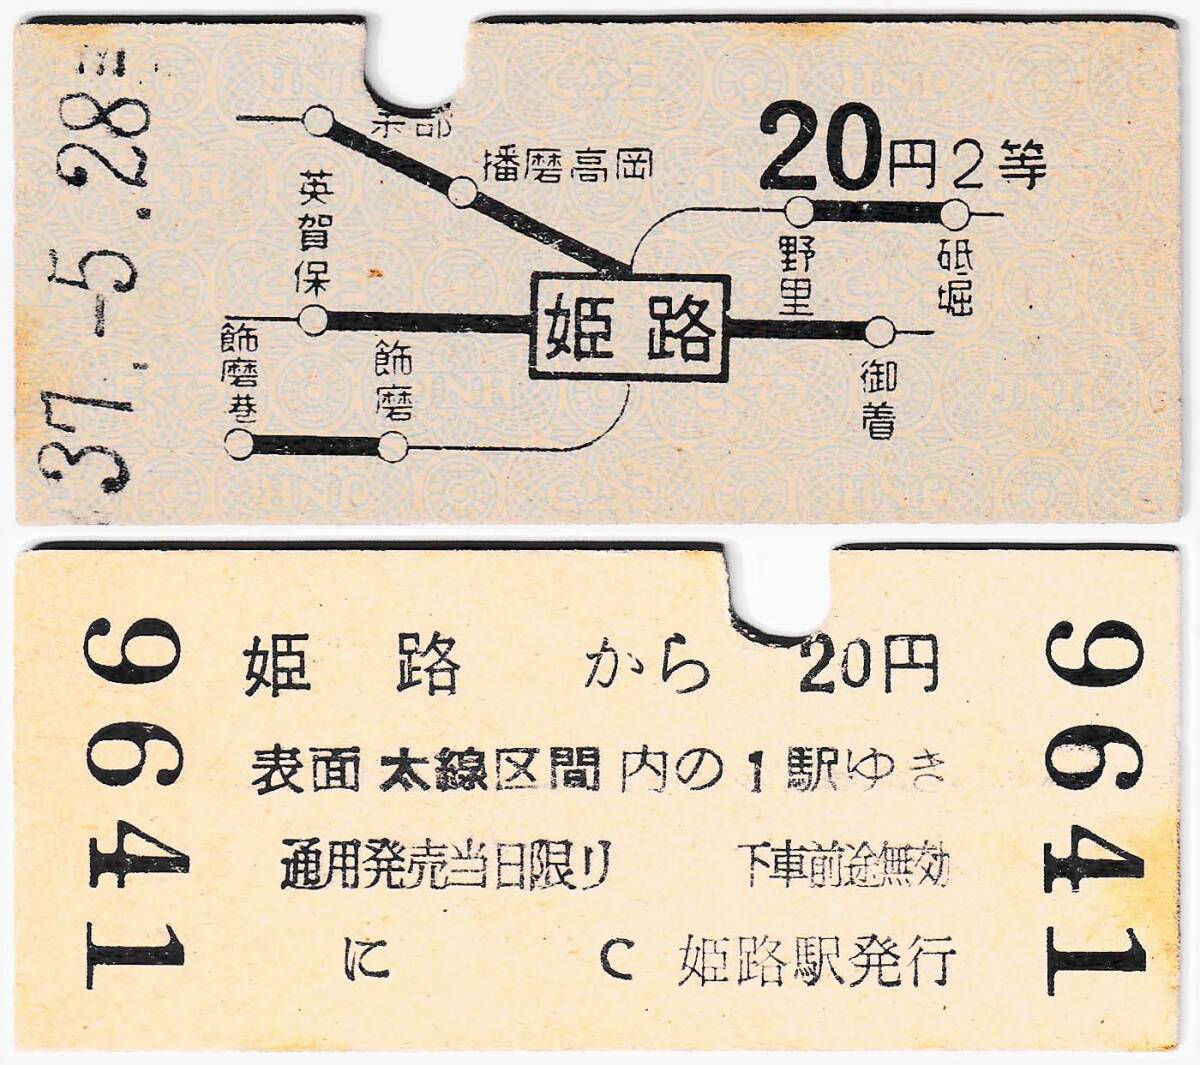 37.-5.28
20円2等
余部
播磨高岡
英賀保
飾磨
飾磨港
姫路
野里
砥堀
御着
9641
姫路から20円
表面太線区間内の1駅ゆき
通用発売当日限り 下車前途無効
に C 姫路駅発行
9641